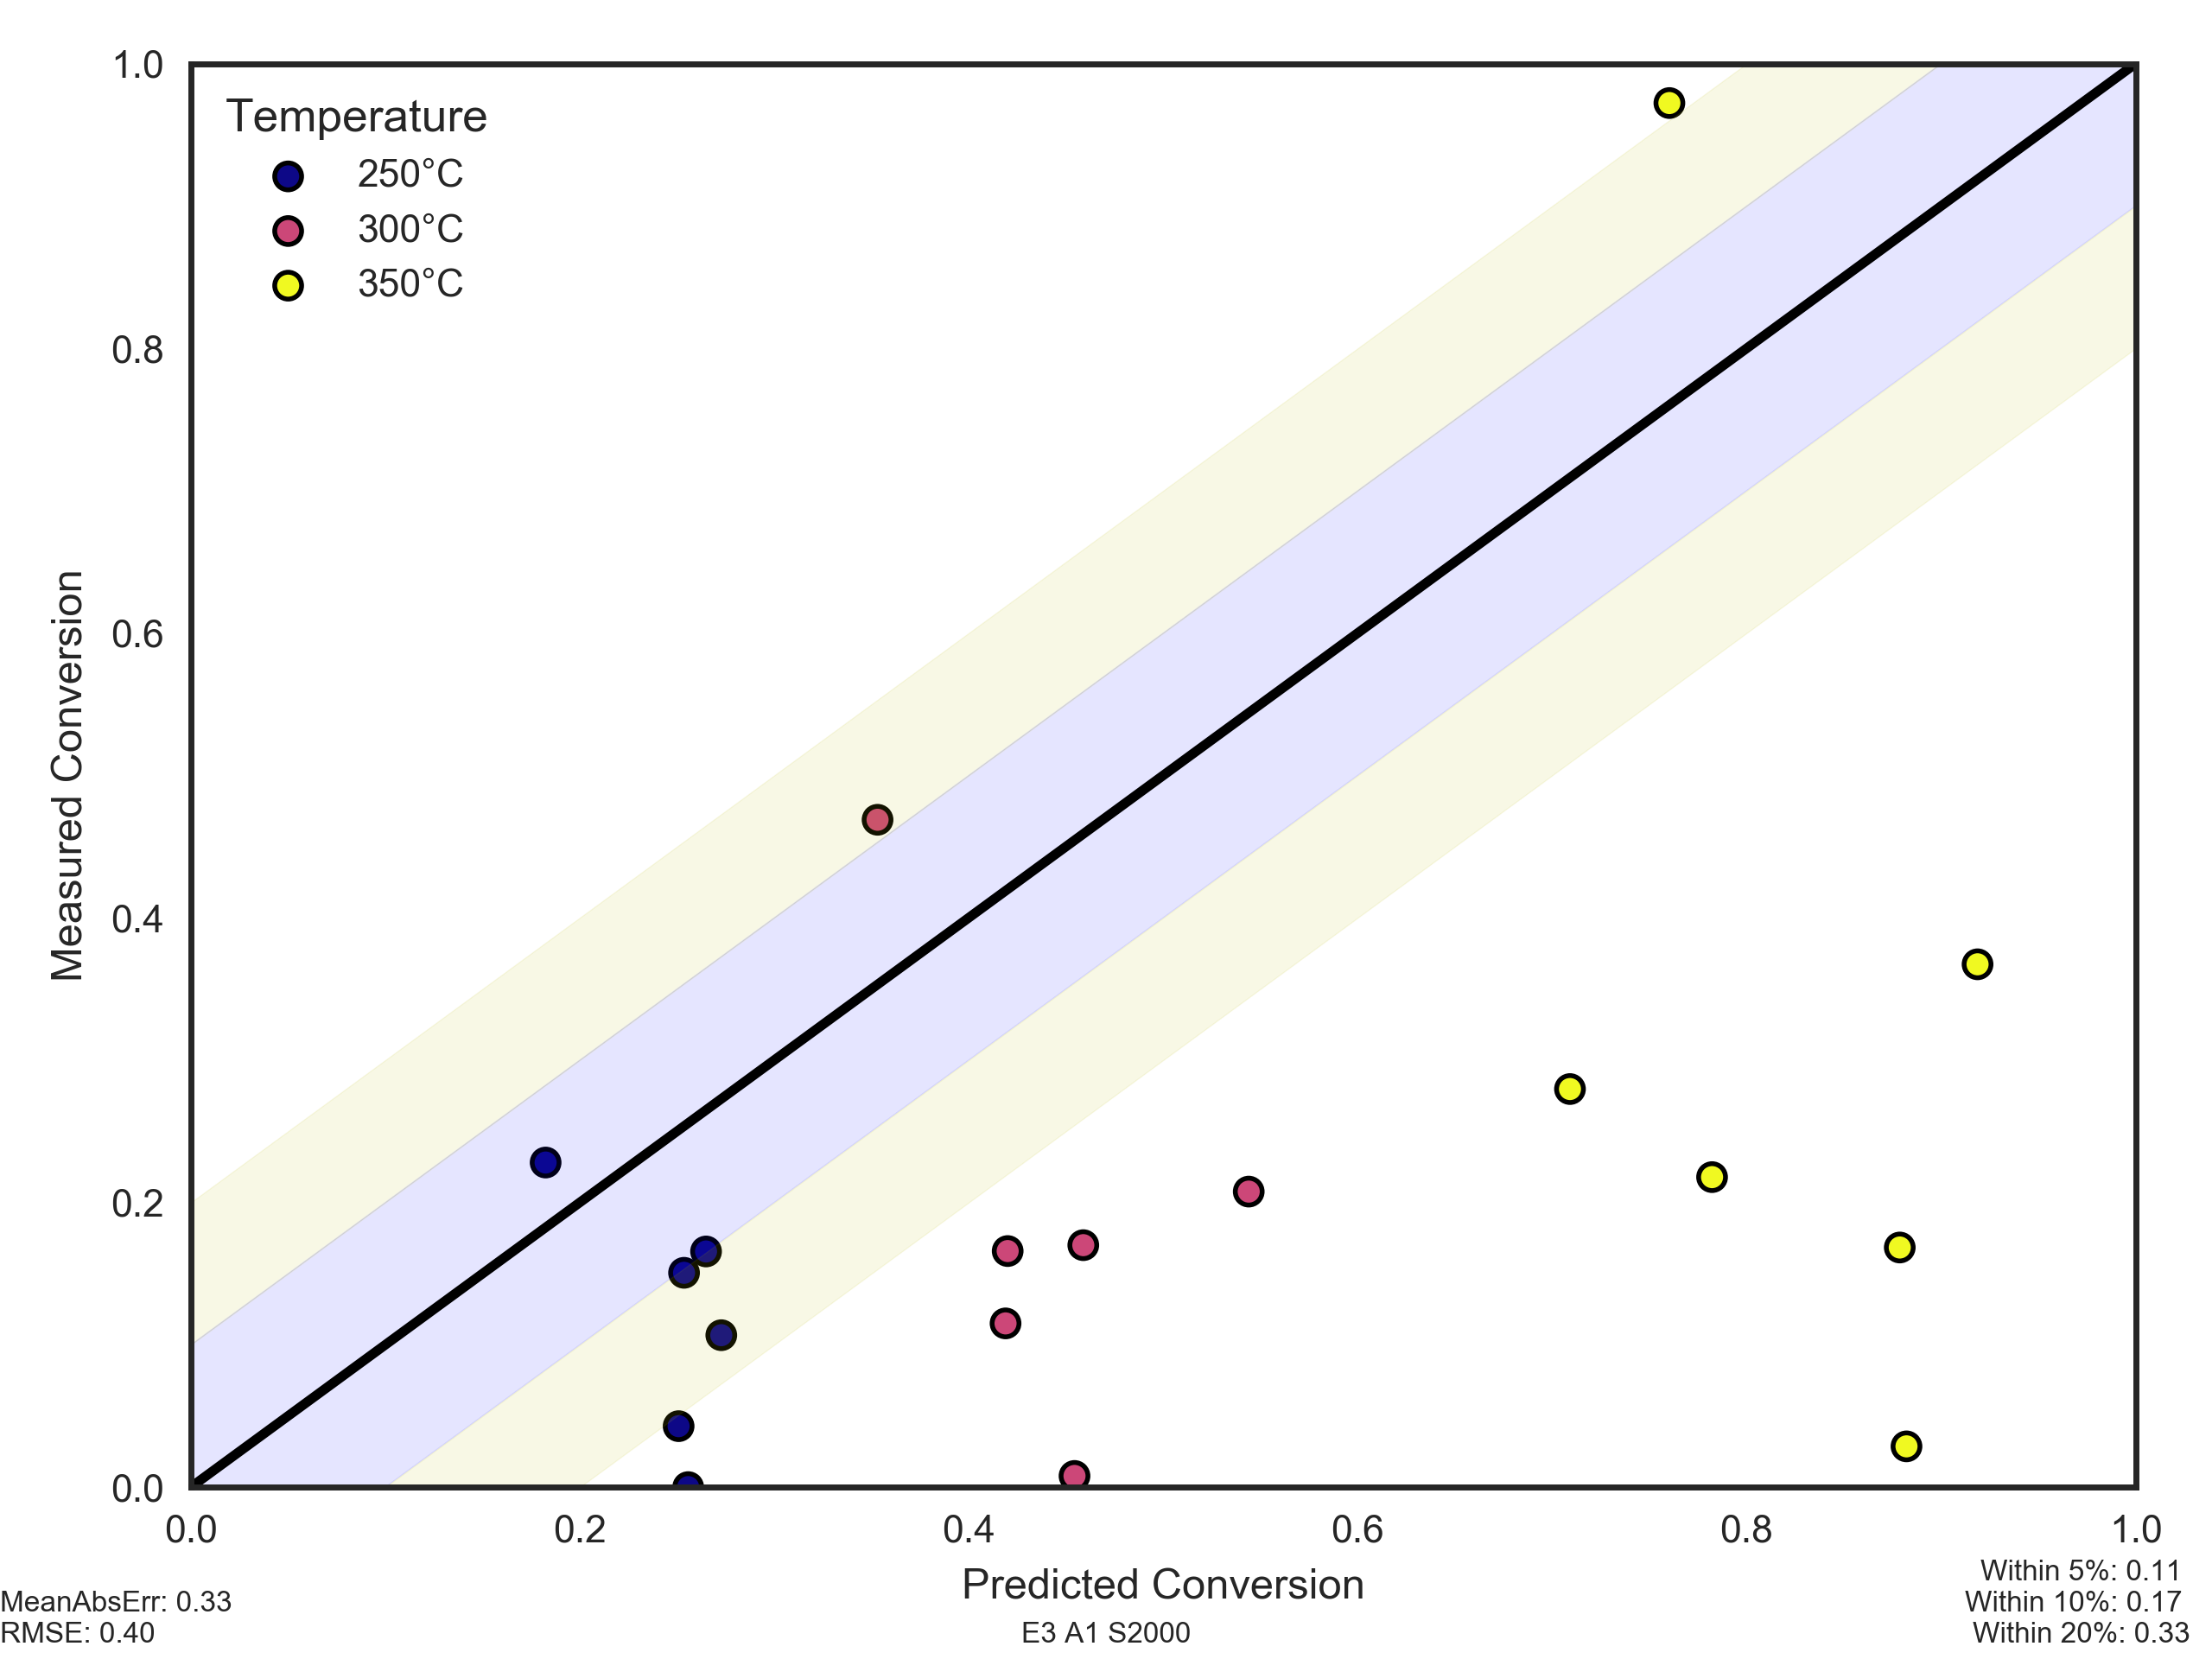 Temperature
250°C
300°C
350°C
1.0
0.8
0.6
0.4
0.2
0.0
Measured Conversion
0.0 0.2 0.4 0.6 0.8 1.0
Predicted Conversion
E3 A1 S2000
MeanAbsErr: 0.33
RMSE: 0.40
Within 5%: 0.11
Within 10%: 0.17
Within 20%: 0.33